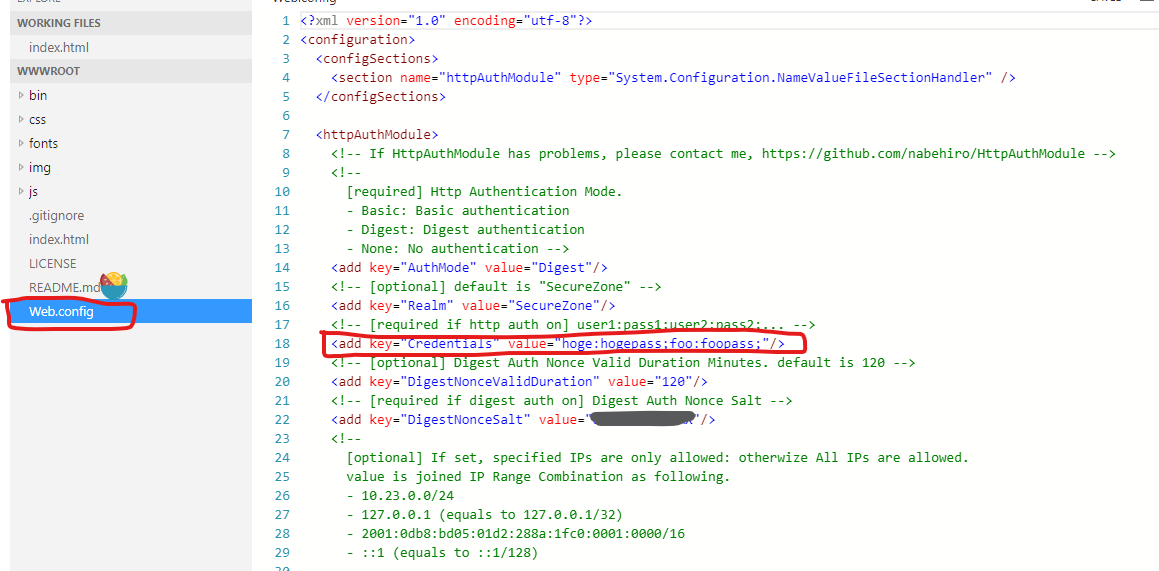 WORKING FILES
index.html
WWWROOT
bin
css
fonts
img
js
.gitignore
index.html
LICENSE
README.md
Web.config
1 <?xml version="1.0" encoding="utf-8"?>
2 <configuration>
3 <configSections>
4 <section name="httpAuthModule" type="System.Configuration.NameValueFileSectionHandler" />
5 </configSections>
6
7 <httpAuthModule>
8 <!-- If HttpAuthModule has problems, please contact me, https://github.com/nabehiro/HttpAuthModule -->
9 <!--
10 [required] Http Authentication Mode.
11 - Basic: Basic authentication
12 - Digest: Digest authentication
13 - None: No authentication -->
14 <add key="AuthMode" value="Digest"/>
15 <!-- [optional] default is "SecureZone" -->
16 <add key="Realm" value="SecureZone"/>
17 <!-- [required if http auth on] user1:pass1;user2:pass2;... -->
18 <add key="Credentials" value="hoge:hogepass;foo:foopass;"/>
19 <!-- [optional] Digest Auth Nonce Valid Duration Minutes. default is 120 -->
20 <add key="DigestNonceValidDuration" value="120"/>
21 <!-- [required if digest auth on] Digest Auth Nonce Salt -->
22 <add key="DigestNonceSalt" value=" "/>
23 <!--
24 [optional] If set, specified IPs are only allowed: otherwize All IPs are allowed.
25 value is joined IP Range Combination as following.
26 - 10.23.0.0/24
27 - 127.0.0.1 (equals to 127.0.0.1/32)
28 - 2001:0db8:bd05:01d2:288a:1fc0:0001:0000/16
29 - ::1 (equals to ::1/128)